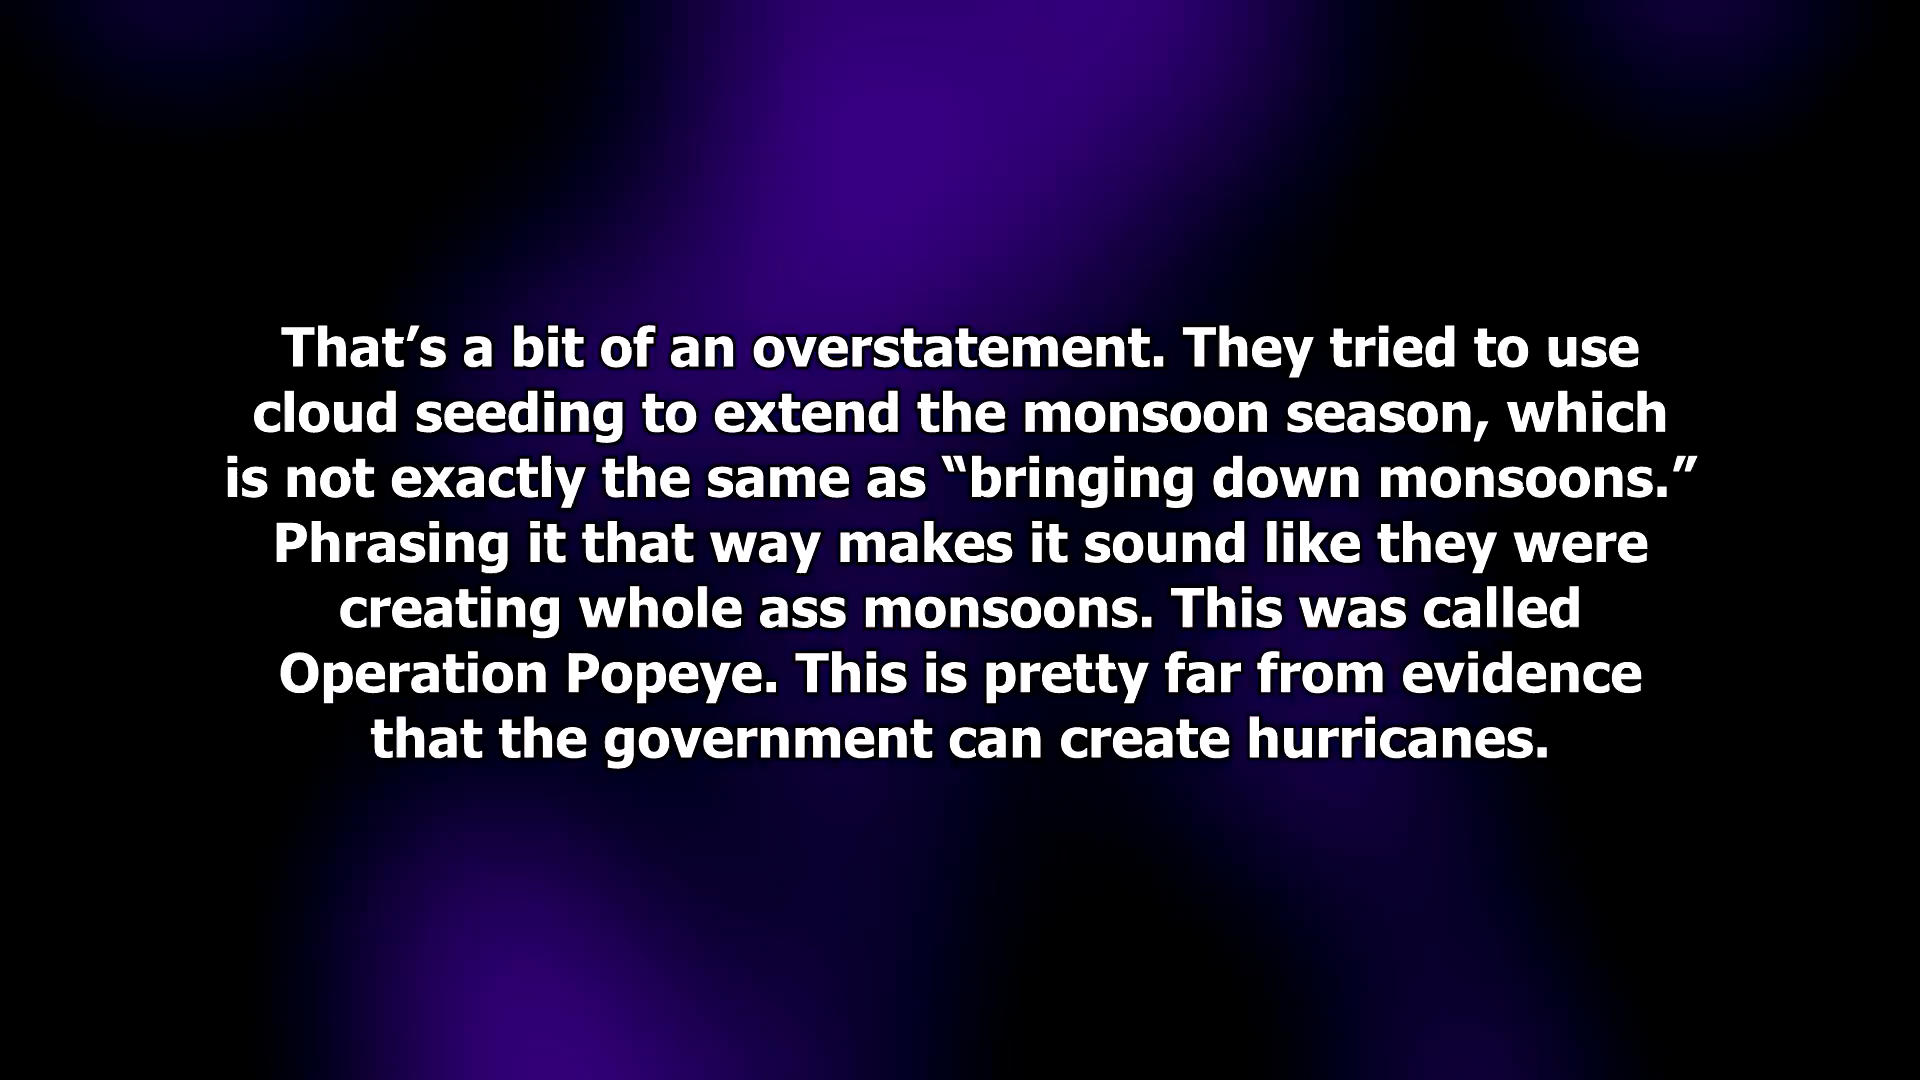 That’s a bit of an overstatement. They tried to use
cloud seeding to extend the monsoon season, which
is not exactly the same as “bringing down monsoons.”
Phrasing it that way makes it sound like they were
creating whole ass monsoons. This was called
Operation Popeye. This is pretty far from evidence
that the government can create hurricanes.